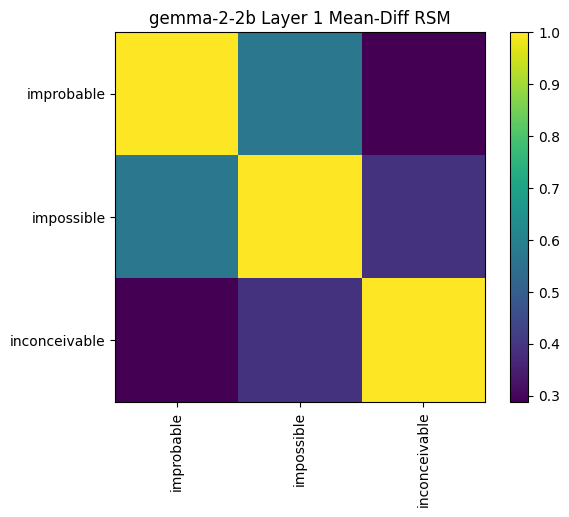 gemma-2-2b Layer 1 Mean-Diff RSM
improbable
impossible
inconceivable
improbable
impossible
inconceivable
1.0
0.9
0.8
0.7
0.6
0.5
0.4
0.3